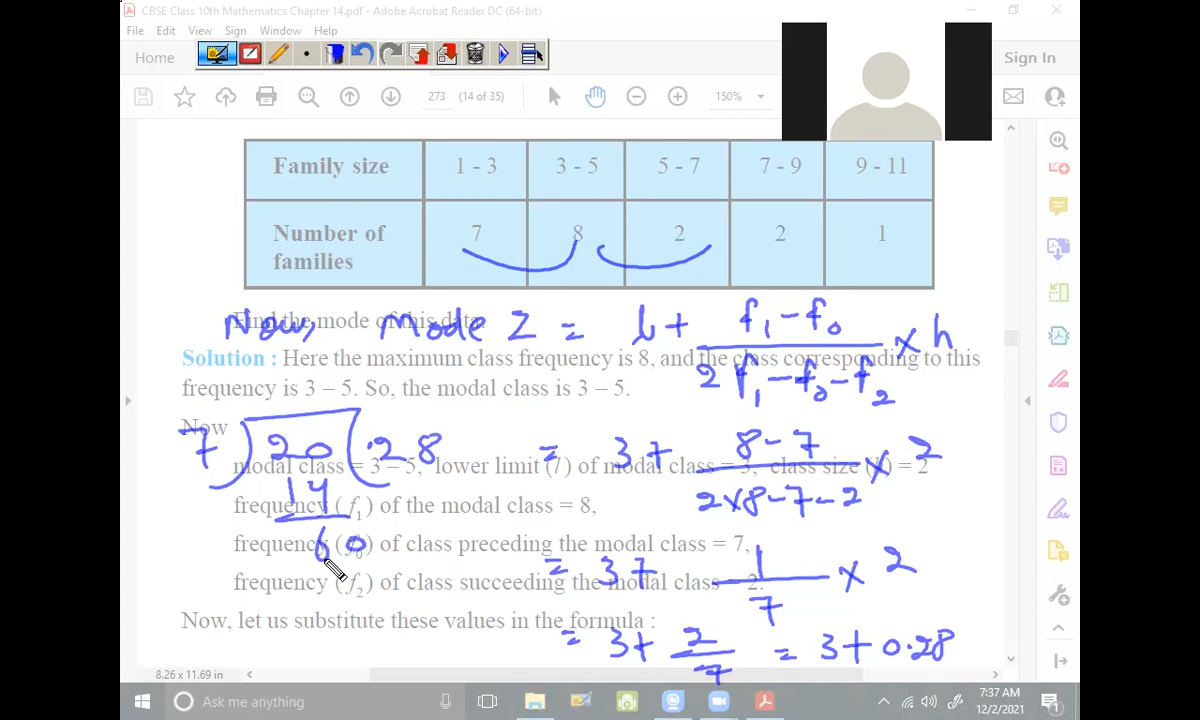 CBSE Class 10th Mathematics Chapter 14.pdf - Adobe Acrobat Reader DC (64-bit)
File Edit View Sign Window Help
Home Sign In
273 (14 of 35) 150%
Family size 1 - 3 3 - 5 5 - 7 7 - 9 9 - 11
Number of families 7 8 2 2 1
Find the mode of this data.
Now, Mode Z = l + (f₁ - f₀) / (2 f₁ - f₀ - f₂) × h
Solution : Here the maximum class frequency is 8, and the class corresponding to this
frequency is 3 – 5. So, the modal class is 3 – 5.
Now
7 ) 20 ( .28
14
60
= 3 + (8 - 7) / (2×8 - 7 - 2) × 2
modal class = 3 – 5, lower limit (l) of modal class = 3, class size (h) = 2
frequency ( f₁ ) of the modal class = 8,
frequency ( f₀ ) of class preceding the modal class = 7,
= 3 + 1/7 × 2
frequency ( f₂ ) of class succeeding the modal class = 2.
Now, let us substitute these values in the formula :
= 3 + 2/7 = 3 + 0.28
8.26 x 11.69 in
Ask me anything
7:37 AM
12/2/2021
1